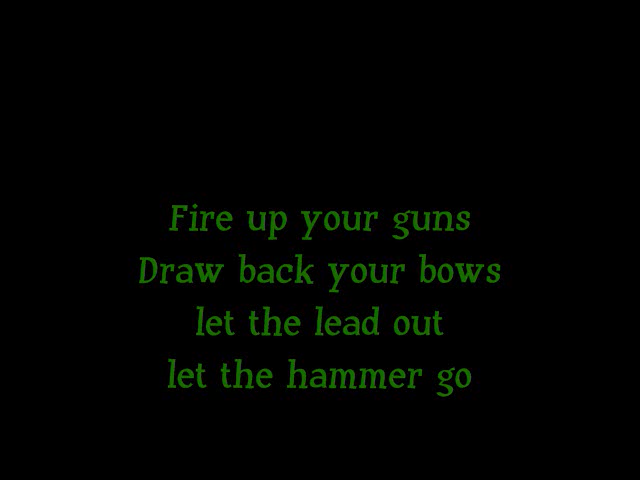 Fire up your guns
Draw back your bows
let the lead out
let the hammer go